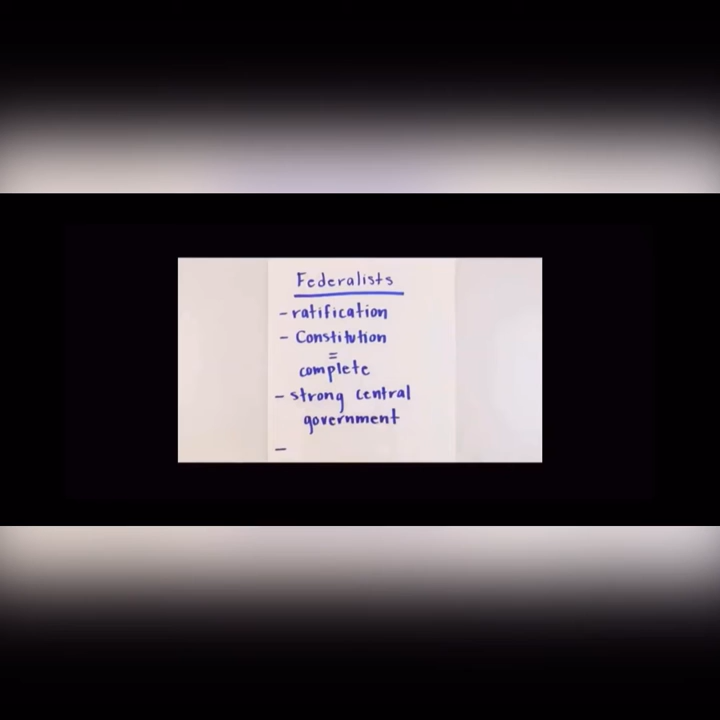 Federalists
- ratification
- Constitution
=
complete
- strong central
government
-